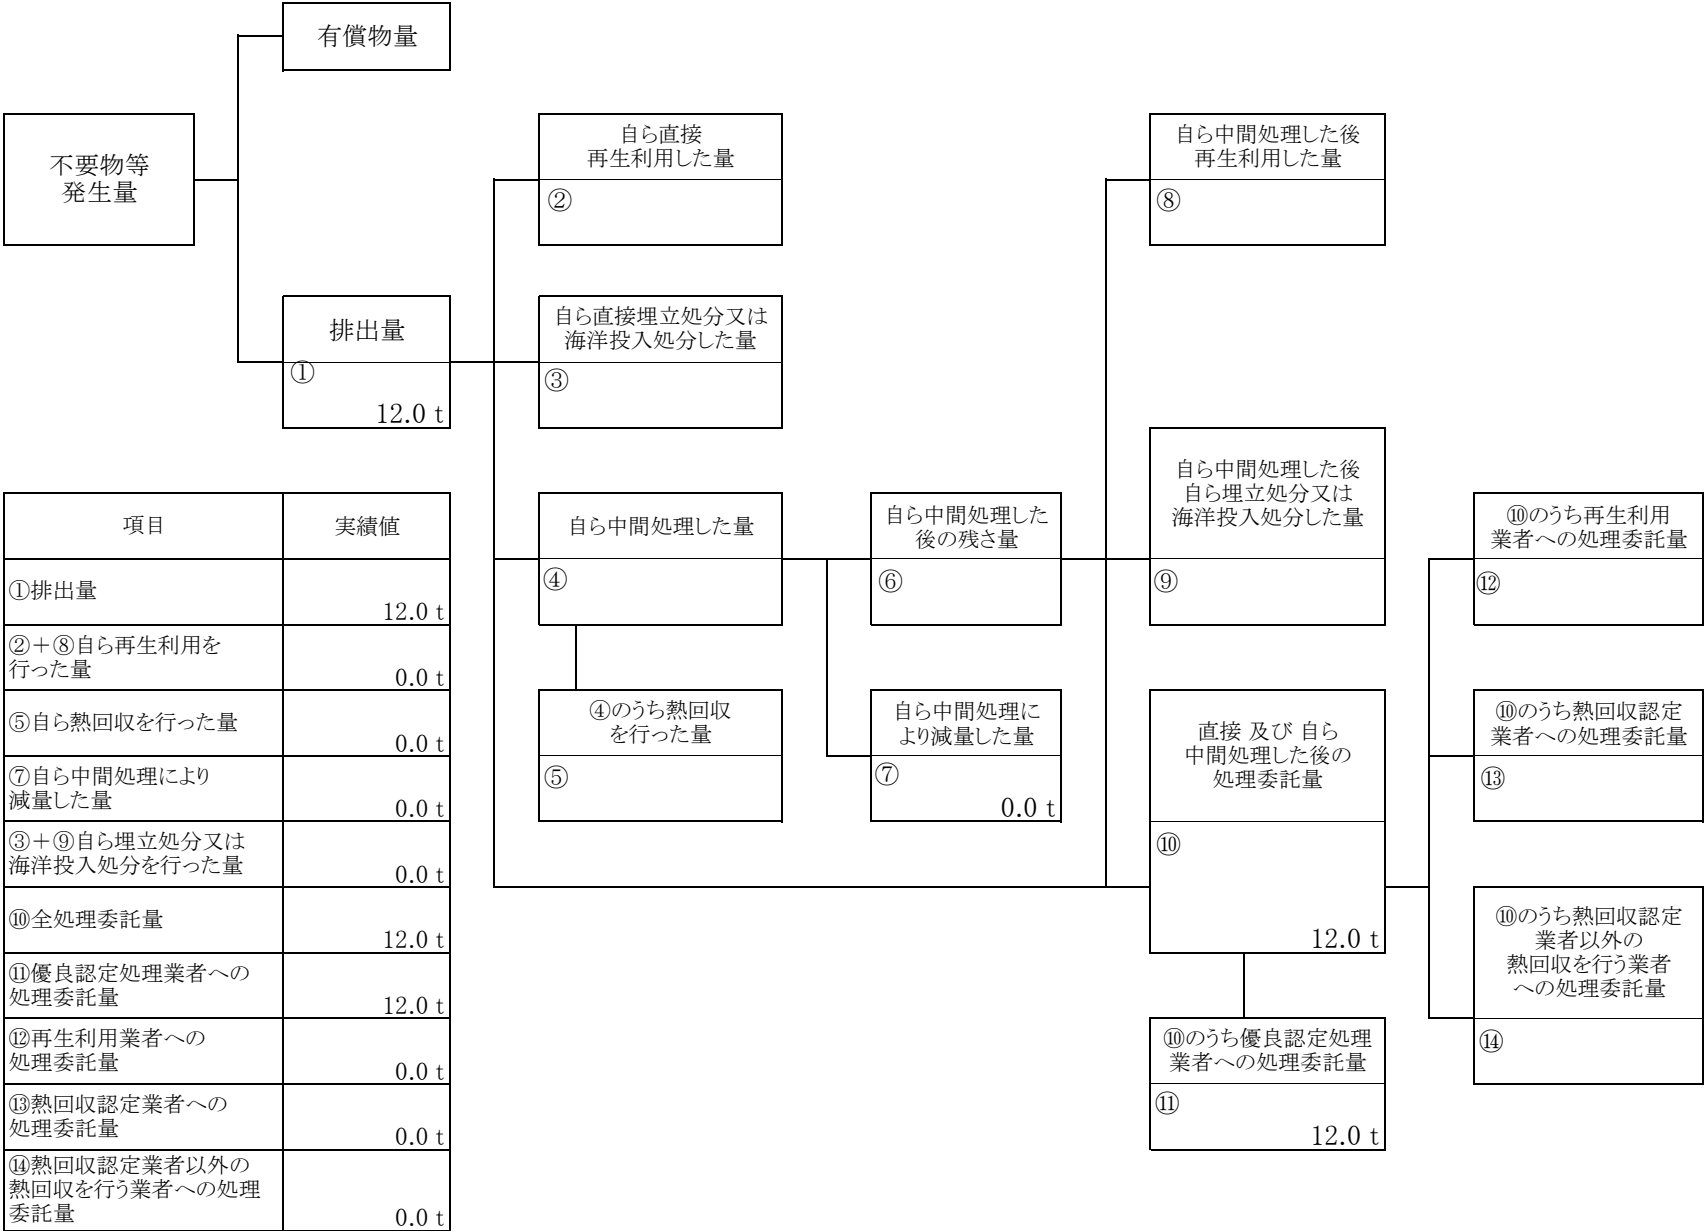 有償物量
不要物等
発生量
自ら直接
再生利用した量
②
自ら中間処理した後
再生利用した量
⑧
排出量
①
12.0 t
自ら直接埋立処分又は
海洋投入処分した量
③
自ら中間処理した量
④
自ら中間処理した
後の残さ量
⑥
自ら中間処理した後
自ら埋立処分又は
海洋投入処分した量
⑨
⑩のうち再生利用
業者への処理委託量
⑫
④のうち熱回収
を行った量
⑤
自ら中間処理に
より減量した量
⑦
0.0 t
直接 及び 自ら
中間処理した後の
処理委託量
⑩
12.0 t
⑩のうち熱回収認定
業者への処理委託量
⑬
⑩のうち熱回収認定
業者以外の
熱回収を行う業者
への処理委託量
⑭
⑩のうち優良認定処理
業者への処理委託量
⑪
12.0 t
項目 実績値
①排出量
12.0 t
②＋⑧自ら再生利用を
行った量
0.0 t
⑤自ら熱回収を行った量
0.0 t
⑦自ら中間処理により
減量した量
0.0 t
③＋⑨自ら埋立処分又は
海洋投入処分を行った量
0.0 t
⑩全処理委託量
12.0 t
⑪優良認定処理業者への
処理委託量
12.0 t
⑫再生利用業者への
処理委託量
0.0 t
⑬熱回収認定業者への
処理委託量
0.0 t
⑭熱回収認定業者以外の
熱回収を行う業者への処理
委託量
0.0 t